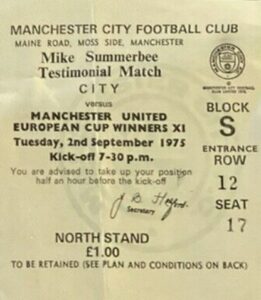 MANCHESTER CITY FOOTBALL CLUB
MAINE ROAD, MOSS SIDE, MANCHESTER
Mike Summerbee
Testimonial Match
CITY
versus
MANCHESTER UNITED
EUROPEAN CUP WINNERS XI
Tuesday, 2nd September 1975
Kick-off 7-30 p.m.
You are advised to take up your position
half an hour before the kick-off
Secretary
NORTH STAND
£1.00
TO BE RETAINED (SEE PLAN AND CONDITIONS ON BACK)
MANCHESTER CITY
BLOCK
S
ENTRANCE
ROW
12
SEAT
17